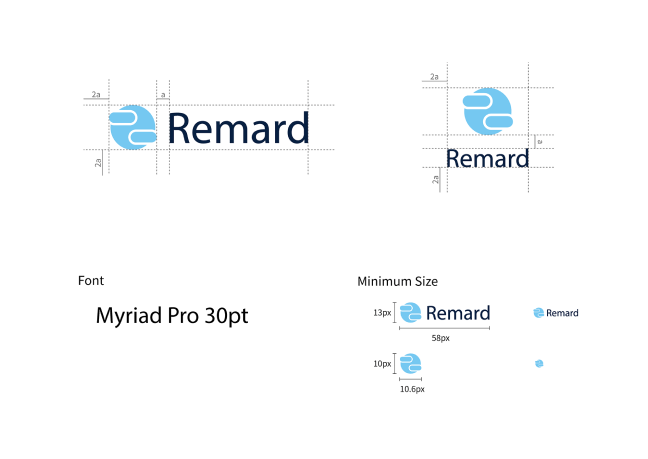 2a
a
Remard
2a
2a
a
Remard
2a
Font
Myriad Pro 30pt
Minimum Size
13px
Remard
58px
Remard
10px
10.6px